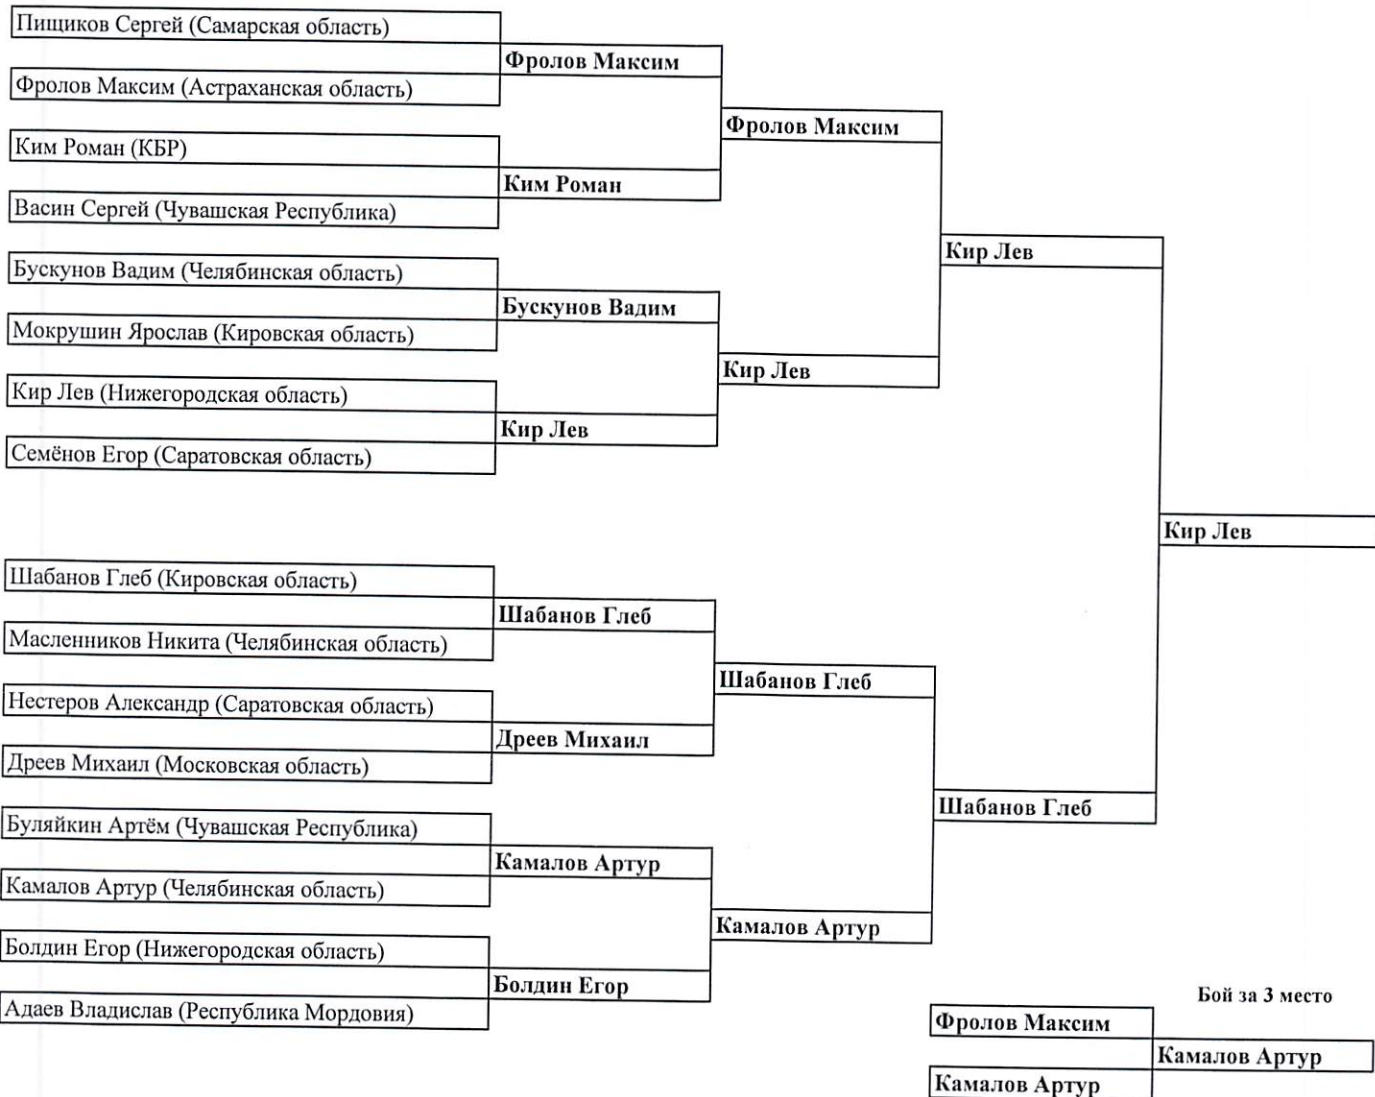 Пищиков Сергей (Самарская область)
Фролов Максим
Фролов Максим (Астраханская область)
Фролов Максим
Ким Роман (КБР)
Ким Роман
Васин Сергей (Чувашская Республика)
Кир Лев
Бускунов Вадим (Челябинская область)
Бускунов Вадим
Мокрушин Ярослав (Кировская область)
Кир Лев
Кир Лев (Нижегородская область)
Кир Лев
Семёнов Егор (Саратовская область)
Кир Лев
Шабанов Глеб (Кировская область)
Шабанов Глеб
Масленников Никита (Челябинская область)
Шабанов Глеб
Нестеров Александр (Саратовская область)
Дреев Михаил
Дреев Михаил (Московская область)
Шабанов Глеб
Буляйкин Артём (Чувашская Республика)
Камалов Артур
Камалов Артур (Челябинская область)
Камалов Артур
Болдин Егор (Нижегородская область)
Болдин Егор
Адаев Владислав (Республика Мордовия)
Бой за 3 место
Фролов Максим
Камалов Артур
Камалов Артур